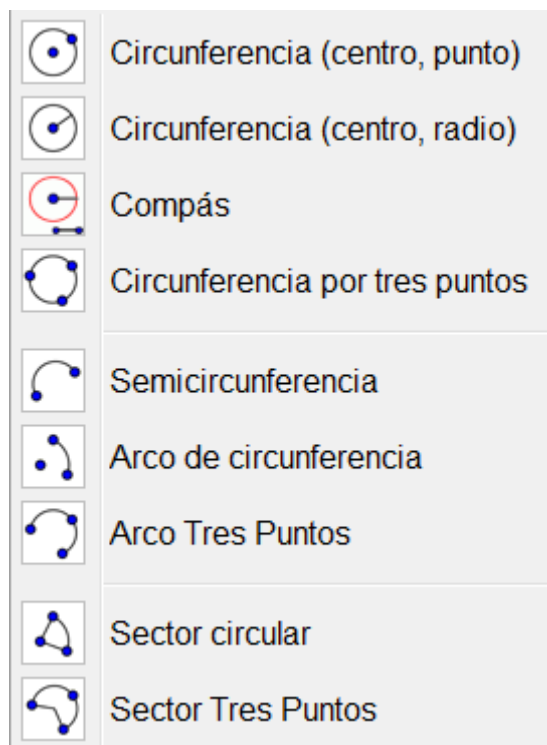 Circunferencia (centro, punto)
Circunferencia (centro, radio)
Compás
Circunferencia por tres puntos
Semicircunferencia
Arco de circunferencia
Arco Tres Puntos
Sector circular
Sector Tres Puntos